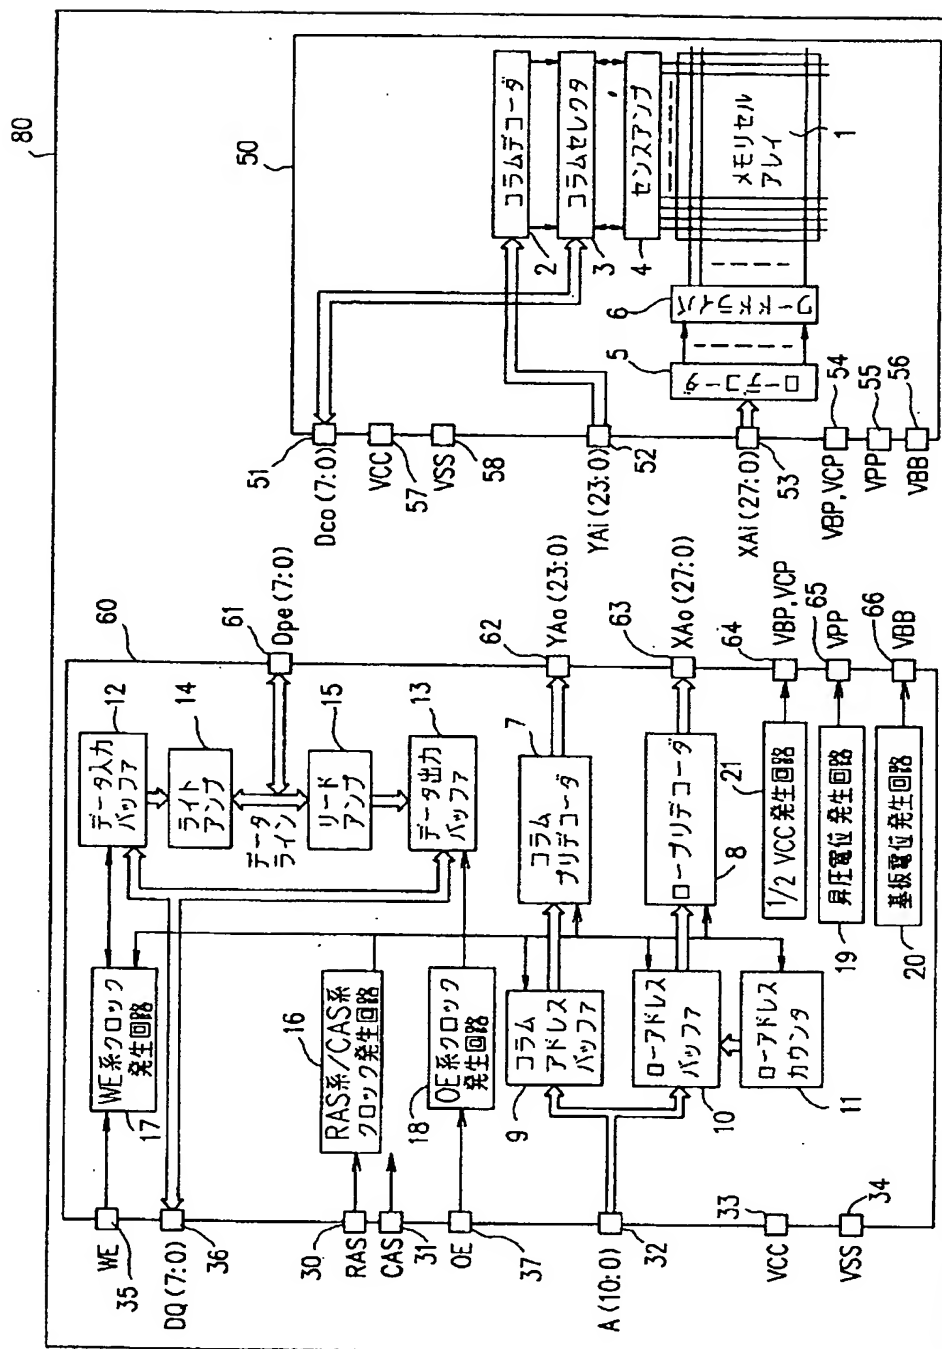 80
60
50
WE
35
DQ(7:0)
36
30
RAS
CAS
31
OE
37
A(10:0)
32
VCC
33
VSS
34
WE系クロック
発生回路
17
RAS系/CAS系
クロック発生回路
16
OE系クロック
発生回路
18
コラム
アドレス
バッファ
9
ローアドレス
バッファ
10
ローアドレス
カウンタ
11
データ入力
バッファ
12
ライト
アンプ
14
データ
ライン
リード
アンプ
15
データ出力
バッファ
13
コラム
プリデコーダ
7
ロープリデコーダ
8
1/2 VCC発生回路
21
昇圧電位発生回路
19
基板電位発生回路
20
61
Dpe(7:0)
62
YAo(23:0)
63
XAo(27:0)
64
VBP,VCP
65
VPP
66
VBB
51
Dco(7:0)
VCC
57
VSS
58
YAi(23:0)
52
XAi(27:0)
53
VBP,VCP
54
VPP
55
VBB
56
コラムデコーダ
2
コラムセレクタ
3
センスアンプ
4
ローデコーダ
5
ワードドライバ
6
メモリセル
アレイ
1